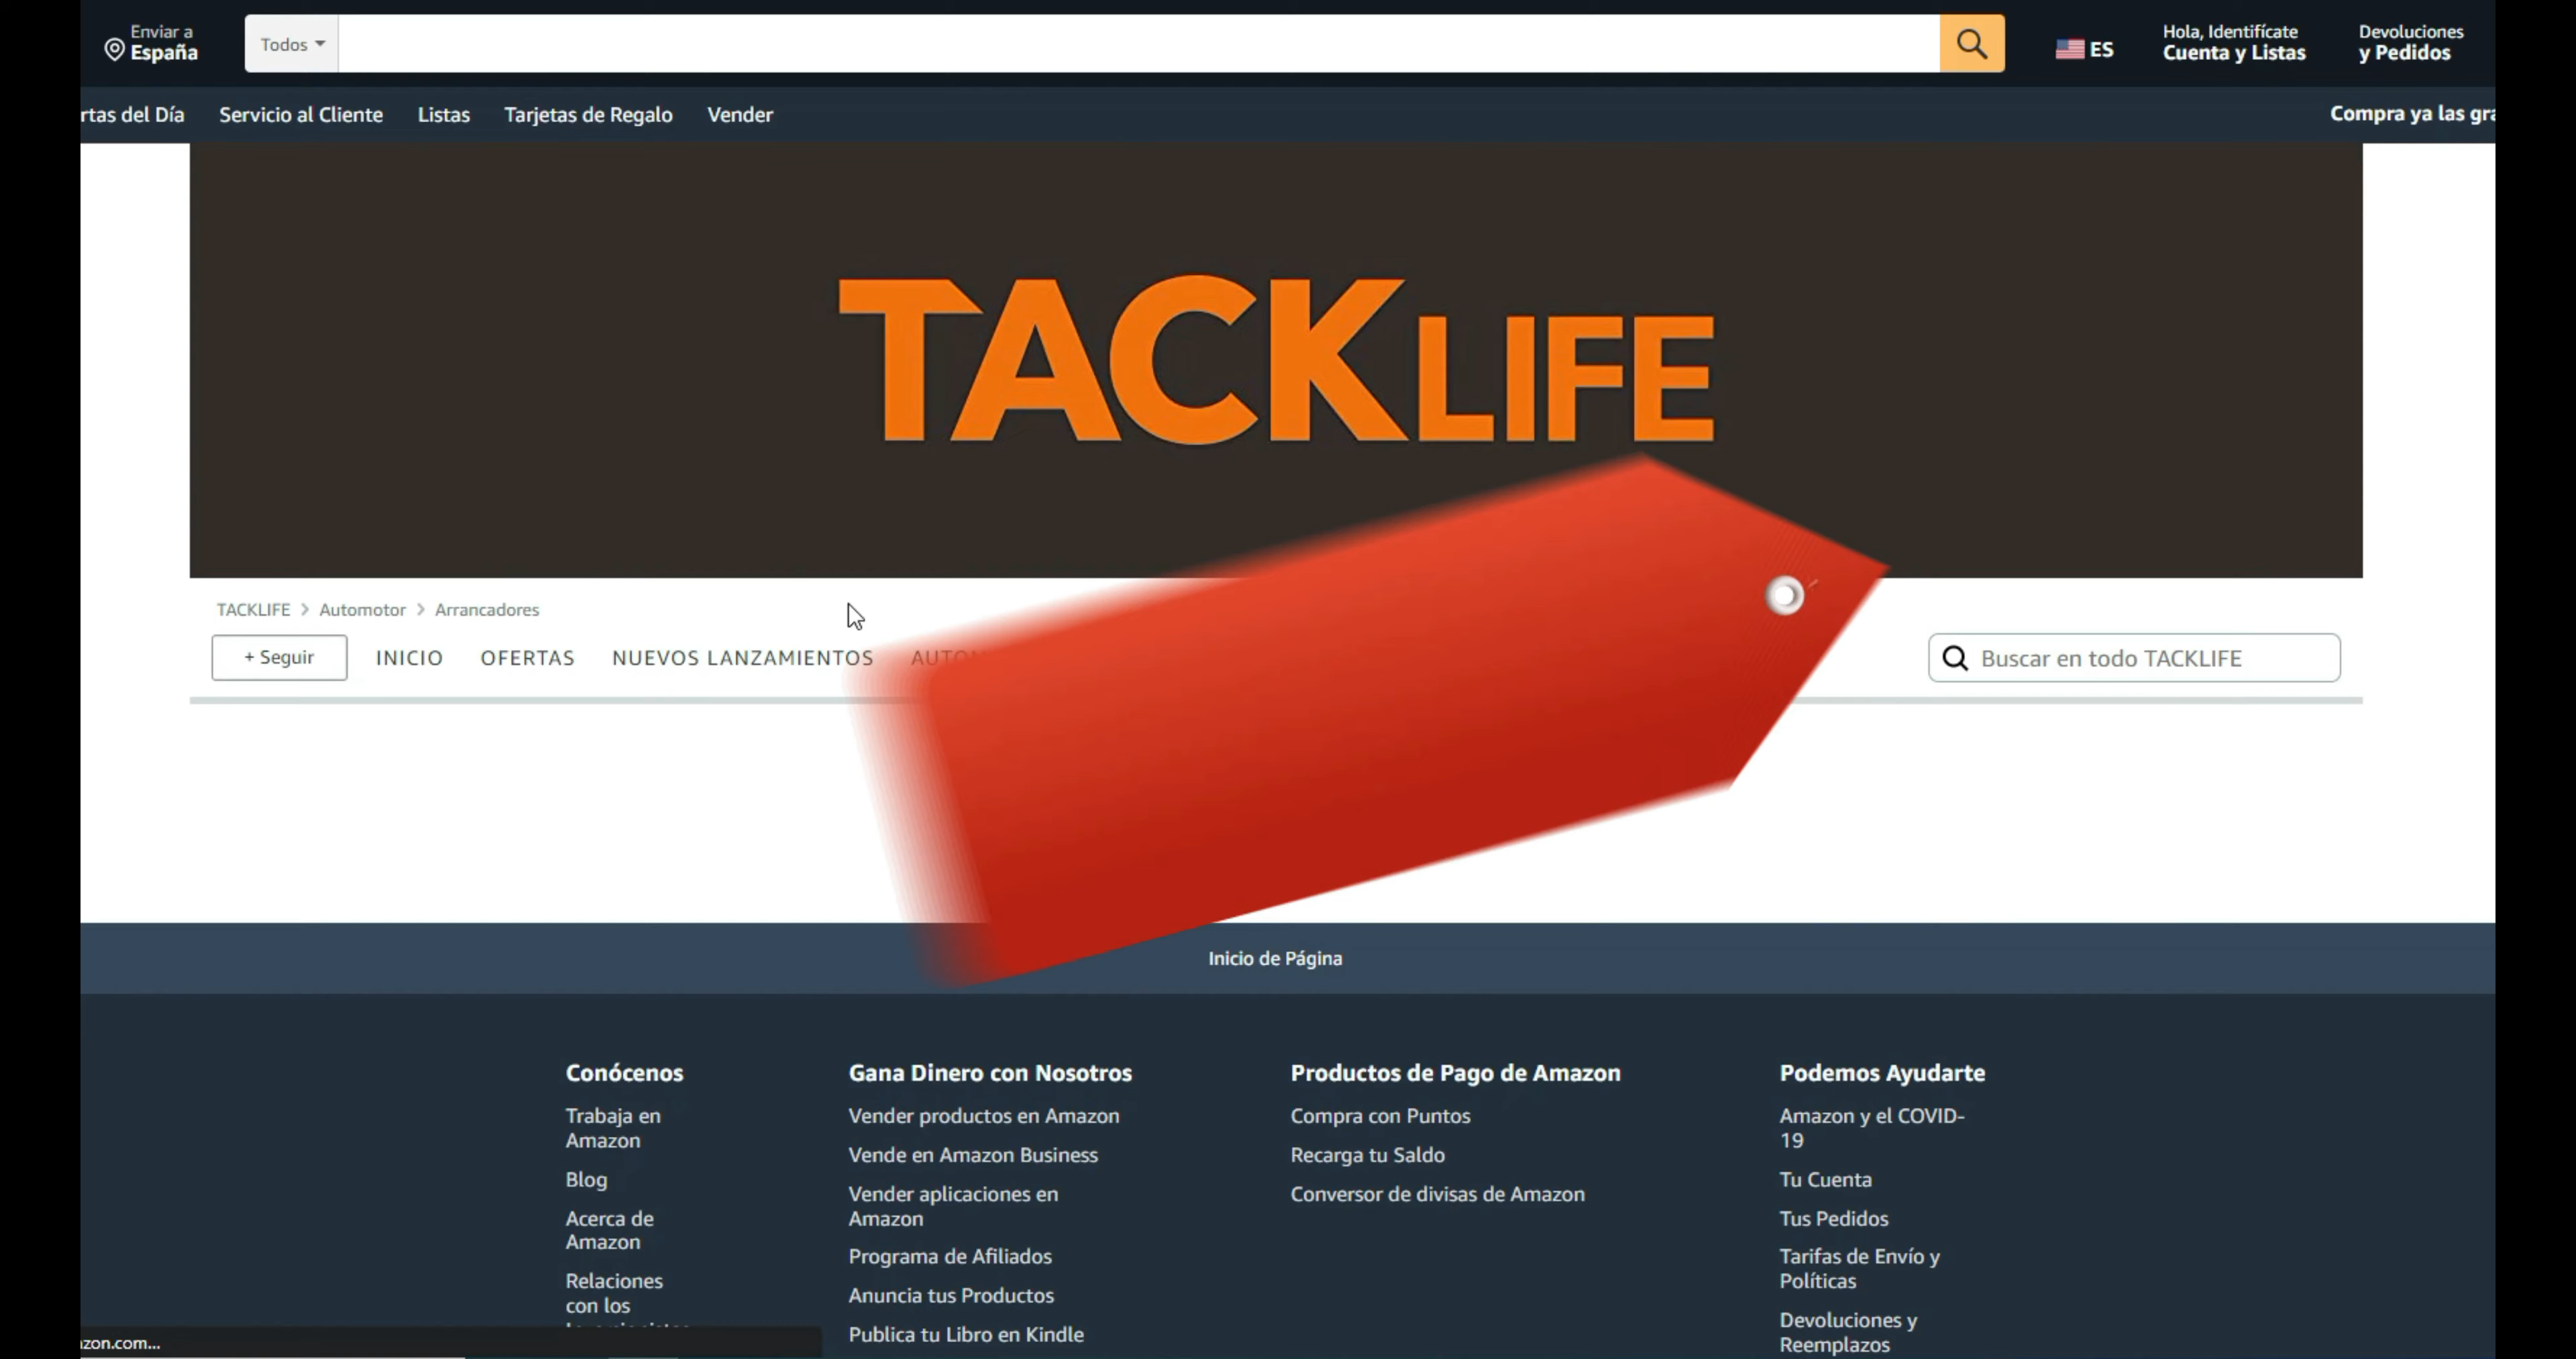 Enviar a
España
Todos
ES
Hola, Identifícate
Cuenta y Listas
Devoluciones
y Pedidos
rtas del Día
Servicio al Cliente
Listas
Tarjetas de Regalo
Vender
Compra ya las gra
TACKLIFE
TACKLIFE > Automotor > Arrancadores
+ Seguir
INICIO
OFERTAS
NUEVOS LANZAMIENTOS
Buscar en todo TACKLIFE
Inicio de Página
Conócenos
Trabaja en
Amazon
Blog
Acerca de
Amazon
Relaciones
con los
Gana Dinero con Nosotros
Vender productos en Amazon
Vende en Amazon Business
Vender aplicaciones en
Amazon
Programa de Afiliados
Anuncia tus Productos
Publica tu Libro en Kindle
Productos de Pago de Amazon
Compra con Puntos
Recarga tu Saldo
Conversor de divisas de Amazon
Podemos Ayudarte
Amazon y el COVID-
19
Tu Cuenta
Tus Pedidos
Tarifas de Envío y
Políticas
Devoluciones y
Reemplazos
zon.com...